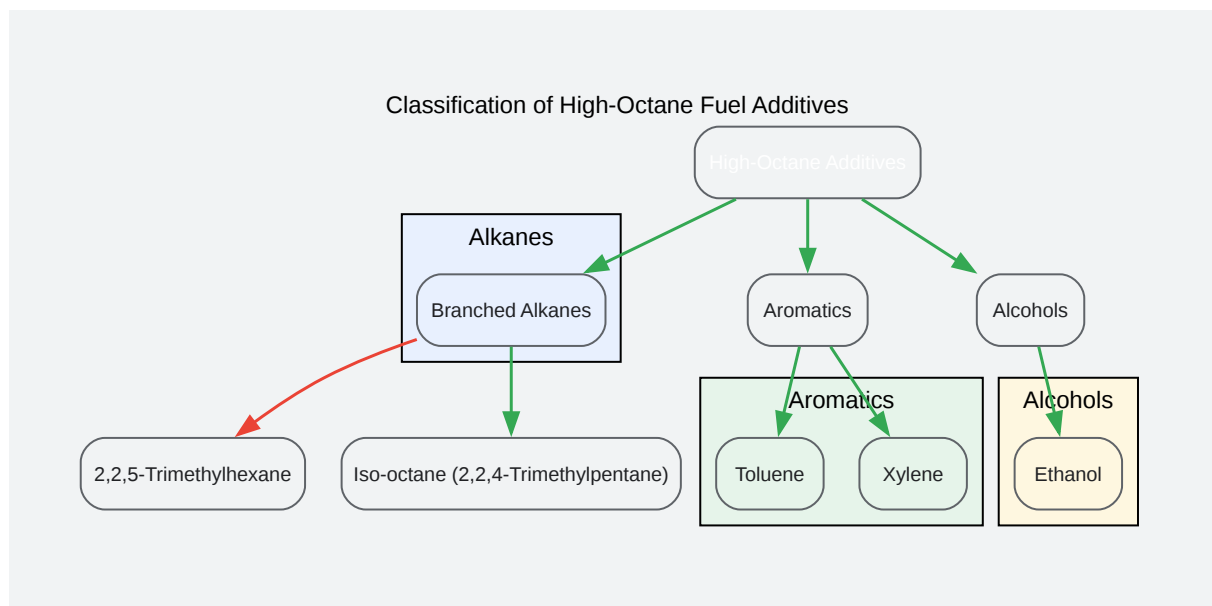 Classification of High-Octane Fuel Additives
High-Octane Additives
Alkanes
Branched Alkanes
Aromatics
Alcohols
Aromatics
Alcohols
2,2,5-Trimethylhexane
Iso-octane (2,2,4-Trimethylpentane)
Toluene
Xylene
Ethanol